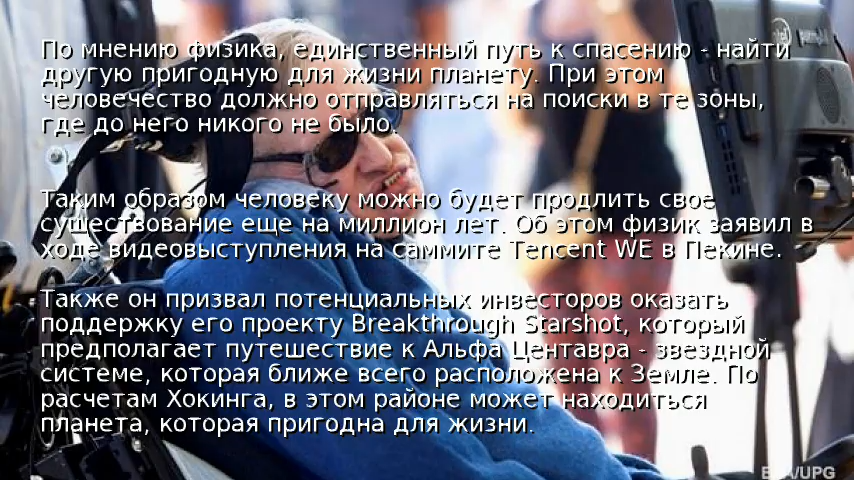 По мнению физика, единственный путь к спасению - найти
другую пригодную для жизни планету. При этом
человечество должно отправляться на поиски в те зоны,
где до него никого не было.
Таким образом человеку можно будет продлить свое
существование еще на миллион лет. Об этом физик заявил в
ходе видеовыступления на саммите Tencent WE в Пекине.
Также он призвал потенциальных инвесторов оказать
поддержку его проекту Breakthrough Starshot, который
предполагает путешествие к Альфа Центавра - звездной
системе, которая ближе всего расположена к Земле. По
расчетам Хокинга, в этом районе может находиться
планета, которая пригодна для жизни.